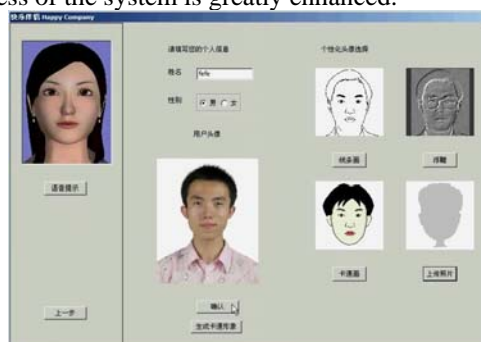 ess of the system is greatly enhanced.
快乐伴侣 Happy Company
请填写您的个人信息
个性化头像选择
姓名 fefe
性别 男 女
用户头像
线条画
浮雕
语音提示
卡通画
上传照片
上一步
确认
生成卡通形象